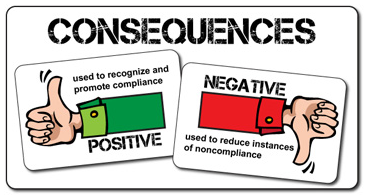 CONSEQUENCES
used to recognize and
promote compliance
POSITIVE
NEGATIVE
used to reduce instances
of noncompliance